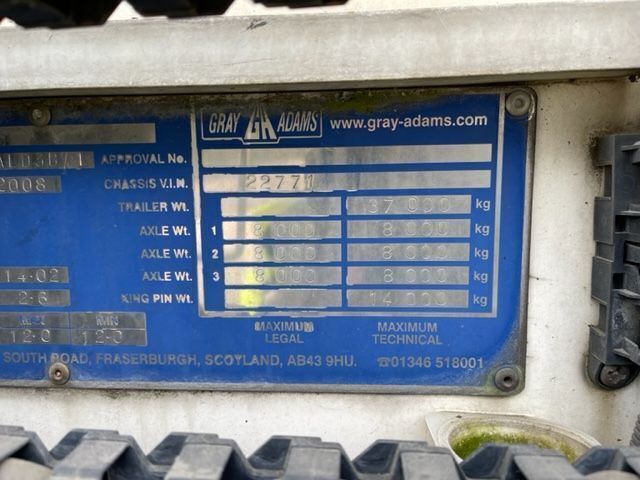 GRAY GA ADAMS www.gray-adams.com
APPROVAL No.
2008 CHASSIS V.I.N. 22771
TRAILER Wt. 37 000 kg
AXLE Wt. 1 8 000 8 000 kg
AXLE Wt. 2 8 000 8 000 kg
14.02 AXLE Wt. 3 8 000 8 000 kg
2.6 KING PIN Wt. 14 000 kg
MIN
12.0 12.0
MAXIMUM LEGAL MAXIMUM TECHNICAL
SOUTH ROAD, FRASERBURGH, SCOYLAND, AB43 9HU. ☎01346 518001